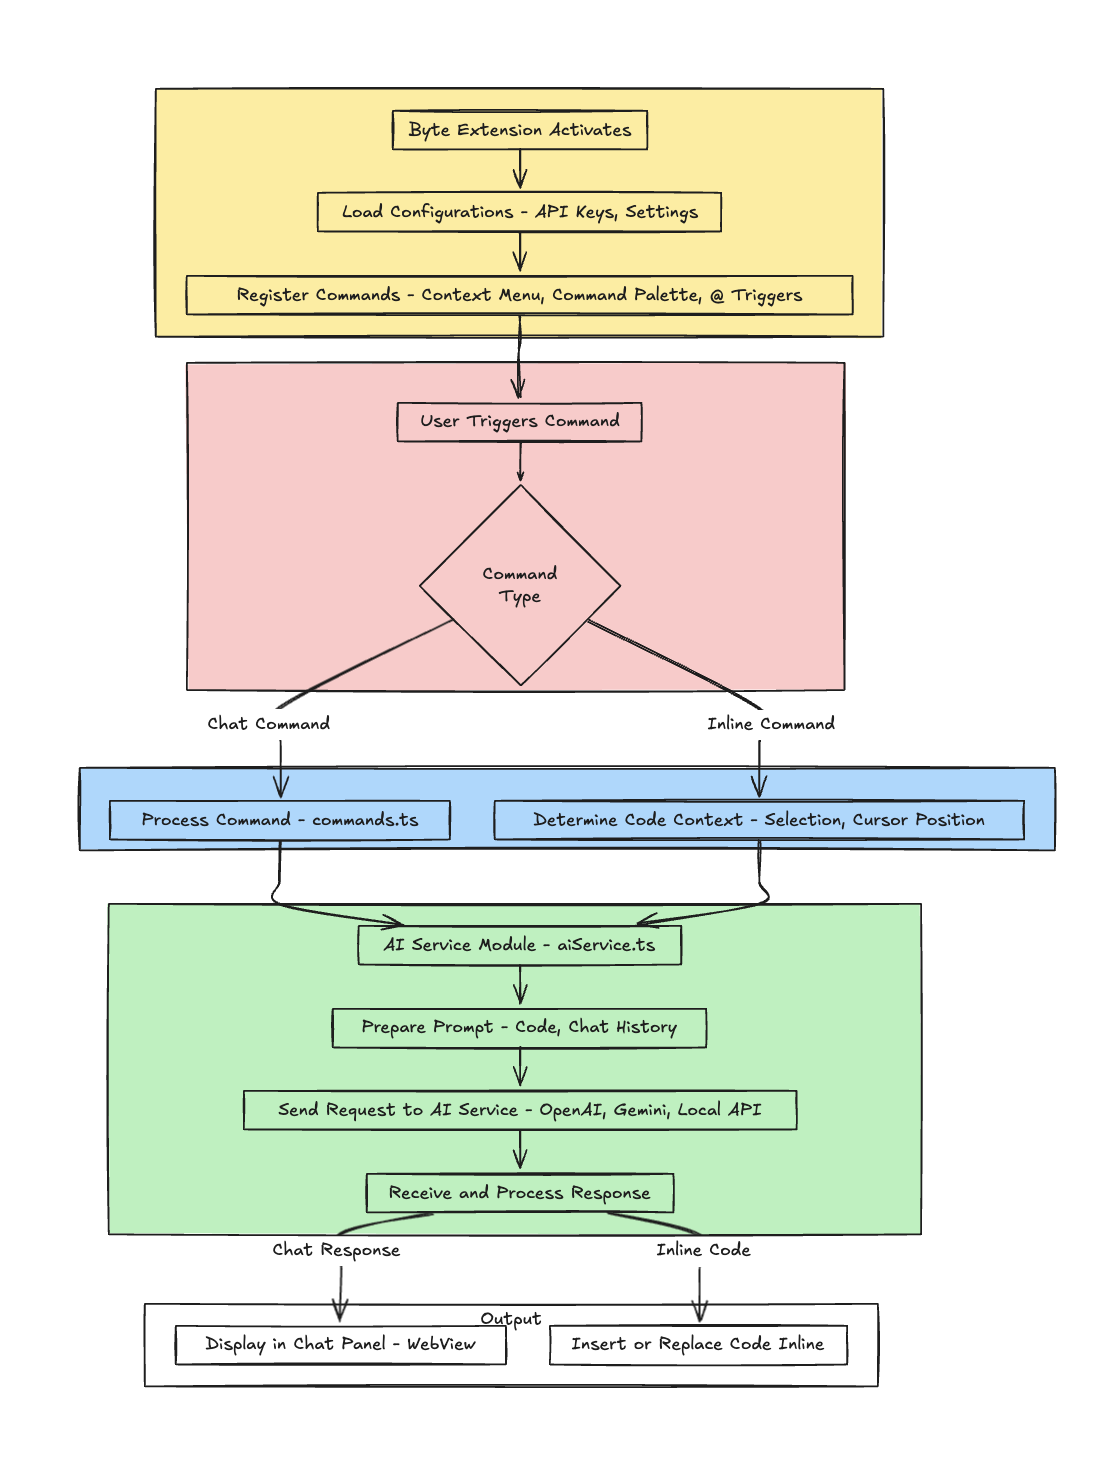 Byte Extension Activates
Load Configurations - API Keys, Settings
Register Commands - Context Menu, Command Palette, @ Triggers
User Triggers Command
Command
Type
Chat Command
Inline Command
Process Command - commands.ts
Determine Code Context - Selection, Cursor Position
AI Service Module - aiService.ts
Prepare Prompt - Code, Chat History
Send Request to AI Service - OpenAI, Gemini, Local API
Receive and Process Response
Chat Response
Inline Code
Output
Display in Chat Panel - WebView
Insert or Replace Code Inline